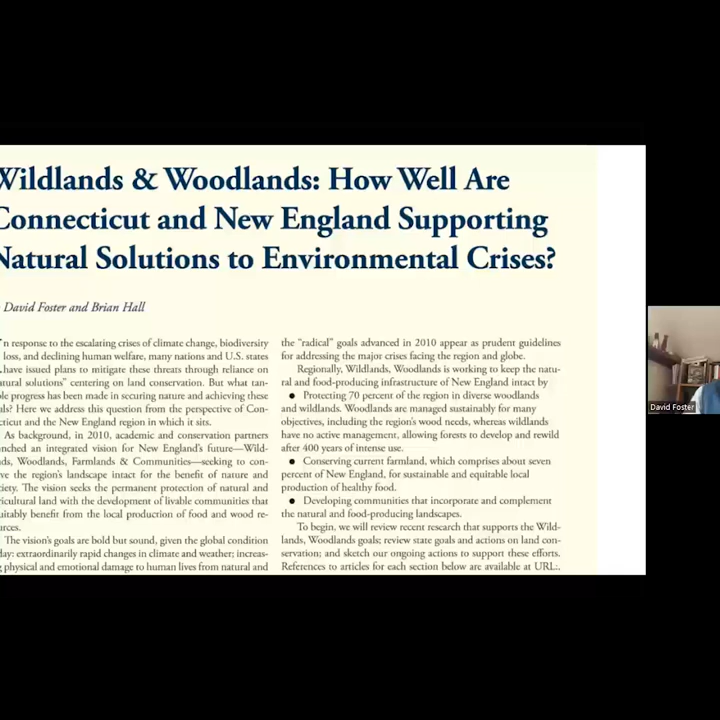 Wildlands & Woodlands: How Well Are
Connecticut and New England Supporting
Natural Solutions to Environmental Crises?
David Foster and Brian Hall
n response to the escalating crises of climate change, biodiversity
loss, and declining human welfare, many nations and U.S. states
have issued plans to mitigate these threats through reliance on
atural solutions” centering on land conservation. But what tan-
le progress has been made in securing nature and achieving these
ls? Here we address this question from the perspective of Con-
cticut and the New England region in which it sits.
As background, in 2010, academic and conservation partners
nched an integrated vision for New England's future—Wild-
ds, Woodlands, Farmlands & Communities—seeking to con-
ve the region's landscape intact for the benefit of nature and
iety. The vision seeks the permanent protection of natural and
icultural land with the development of livable communities that
uitably benefit from the local production of food and wood re-
urces.
The vision's goals are bold but sound, given the global condition
day: extraordinarily rapid changes in climate and weather; increas-
g physical and emotional damage to human lives from natural and
the “radical” goals advanced in 2010 appear as prudent guidelines
for addressing the major crises facing the region and globe.
Regionally, Wildlands, Woodlands is working to keep the natu-
ral and food-producing infrastructure of New England intact by
● Protecting 70 percent of the region in diverse woodlands
and wildlands. Woodlands are managed sustainably for many
objectives, including the region's wood needs, whereas wildlands
have no active management, allowing forests to develop and rewild
after 400 years of intense use.
● Conserving current farmland, which comprises about seven
percent of New England, for sustainable and equitable local
production of healthy food.
● Developing communities that incorporate and complement
the natural and food-producing landscapes.
To begin, we will review recent research that supports the Wild-
lands, Woodlands goals; review state goals and actions on land con-
servation; and sketch our ongoing actions to support these efforts.
References to articles for each section below are available at URL:.
David Foster